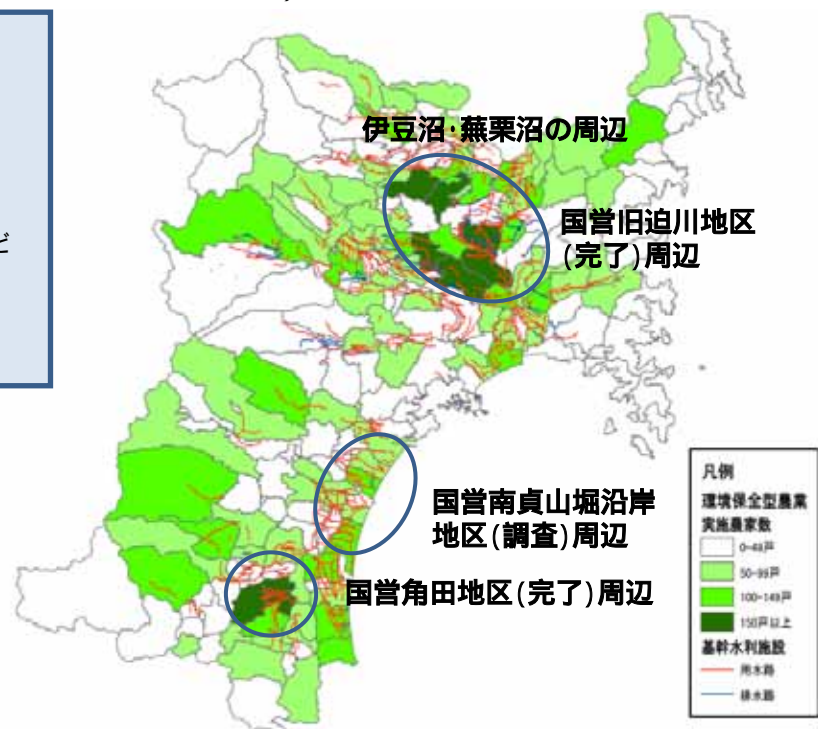 伊豆沼・蕪栗沼の周辺
国営旧迫川地区
(完了)周辺
ど
国営南貞山堀沿岸
地区(調査)周辺
国営角田地区(完了)周辺
凡例
環境保全型農業
実施農家数
0-49戸
50-99戸
100-149戸
150戸以上
基幹水利施設
用水路
排水路